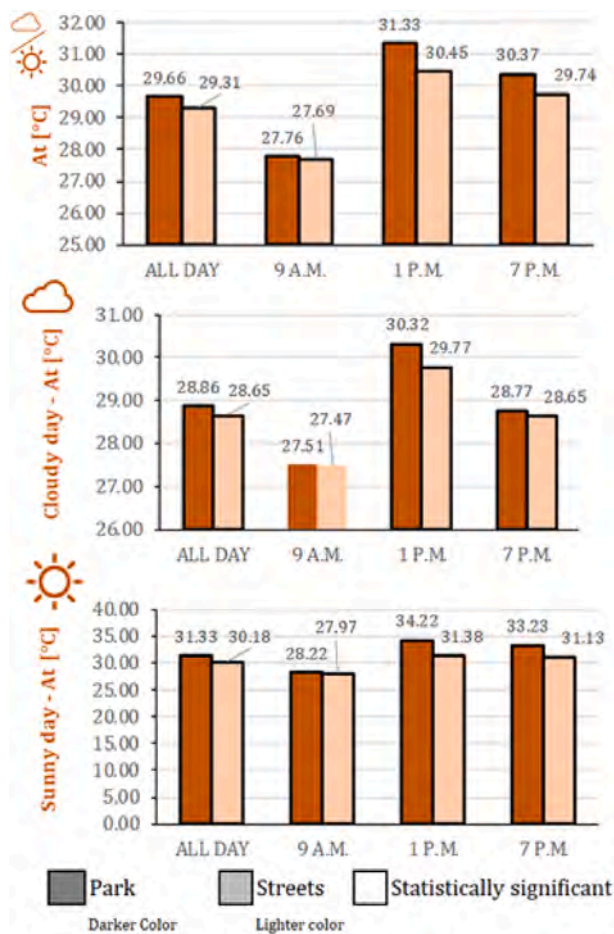 At [°C]
32.00
31.00
30.00
29.00
28.00
27.00
26.00
25.00
29.66
29.31
27.76
27.69
31.33
30.45
30.37
29.74
ALL DAY
9 A.M.
1 P.M.
7 P.M.
Cloudy day - At [°C]
31.00
30.00
29.00
28.00
27.00
26.00
28.86
28.65
27.51
27.47
30.32
29.77
28.77
28.65
ALL DAY
9 A.M.
1 P.M.
7 P.M.
Sunny day - At [°C]
40.00
35.00
30.00
25.00
20.00
15.00
10.00
5.00
0.00
31.33
30.18
28.22
27.97
34.22
31.38
33.23
31.13
ALL DAY
9 A.M.
1 P.M.
7 P.M.
Park
Streets
Statistically significant
Darker Color
Lighter color